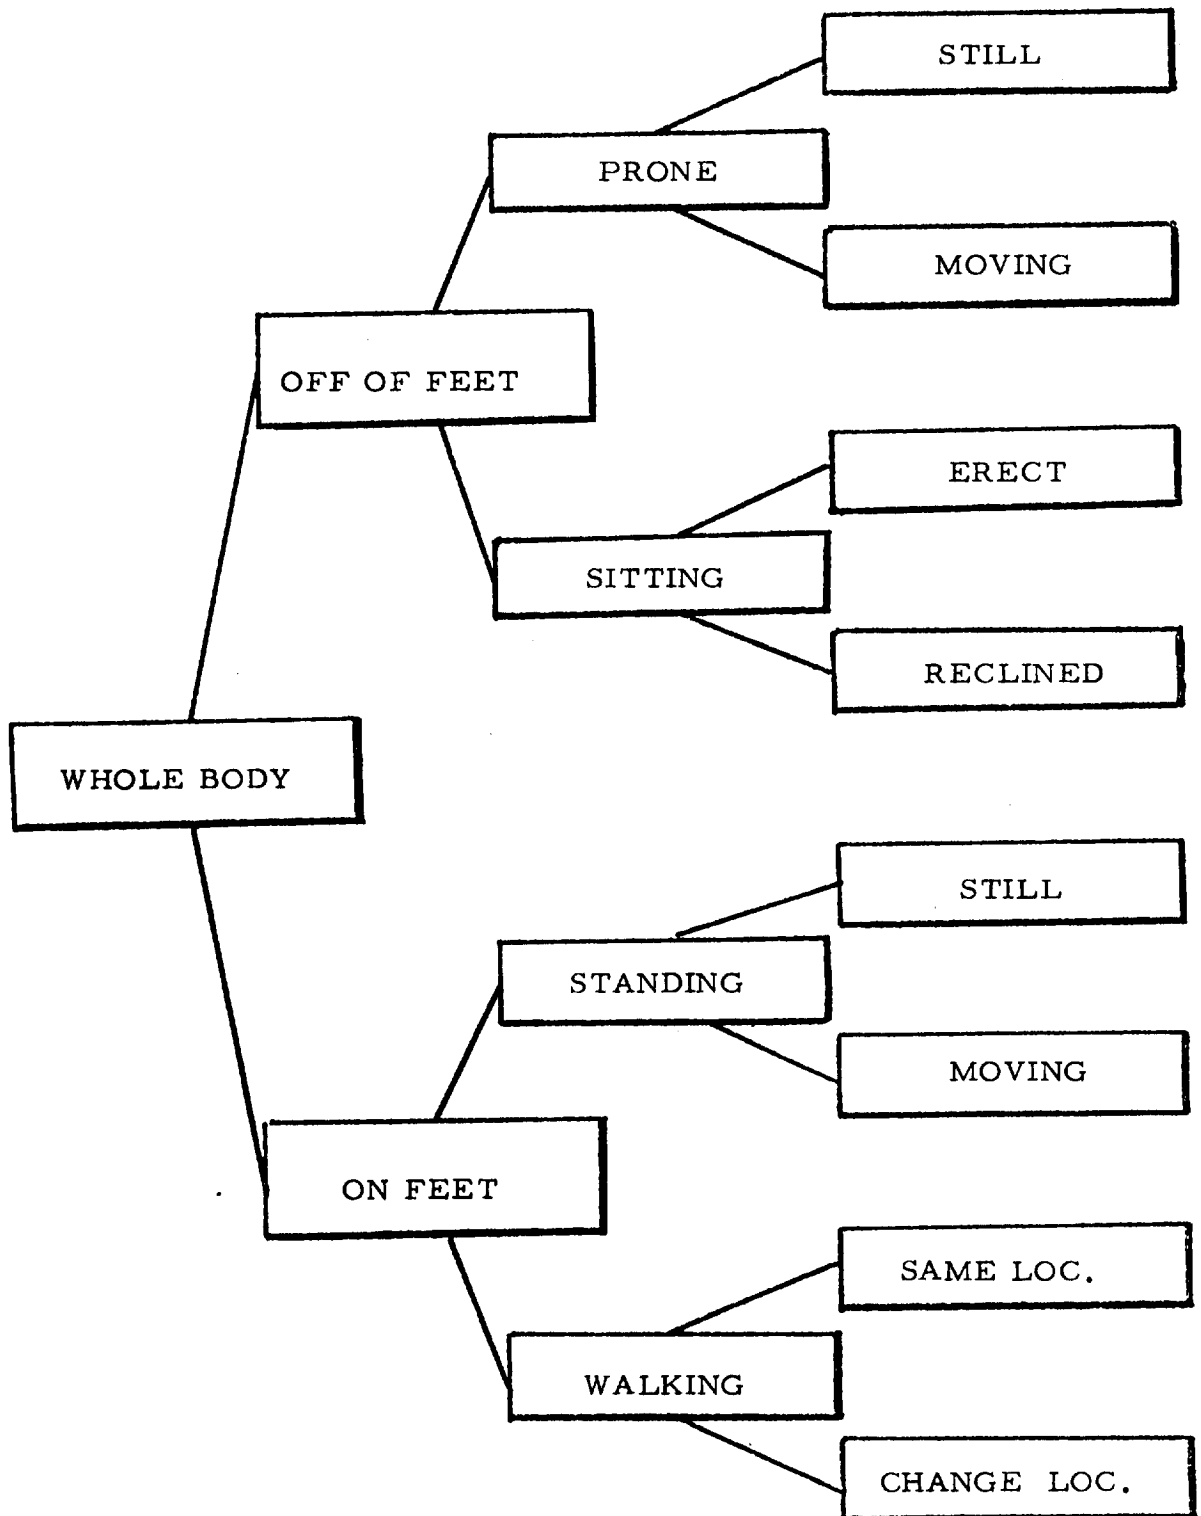 STILL
PRONE
MOVING
OFF OF FEET
ERECT
SITTING
RECLINED
WHOLE BODY
STILL
STANDING
MOVING
ON FEET
SAME LOC.
WALKING
CHANGE LOC.